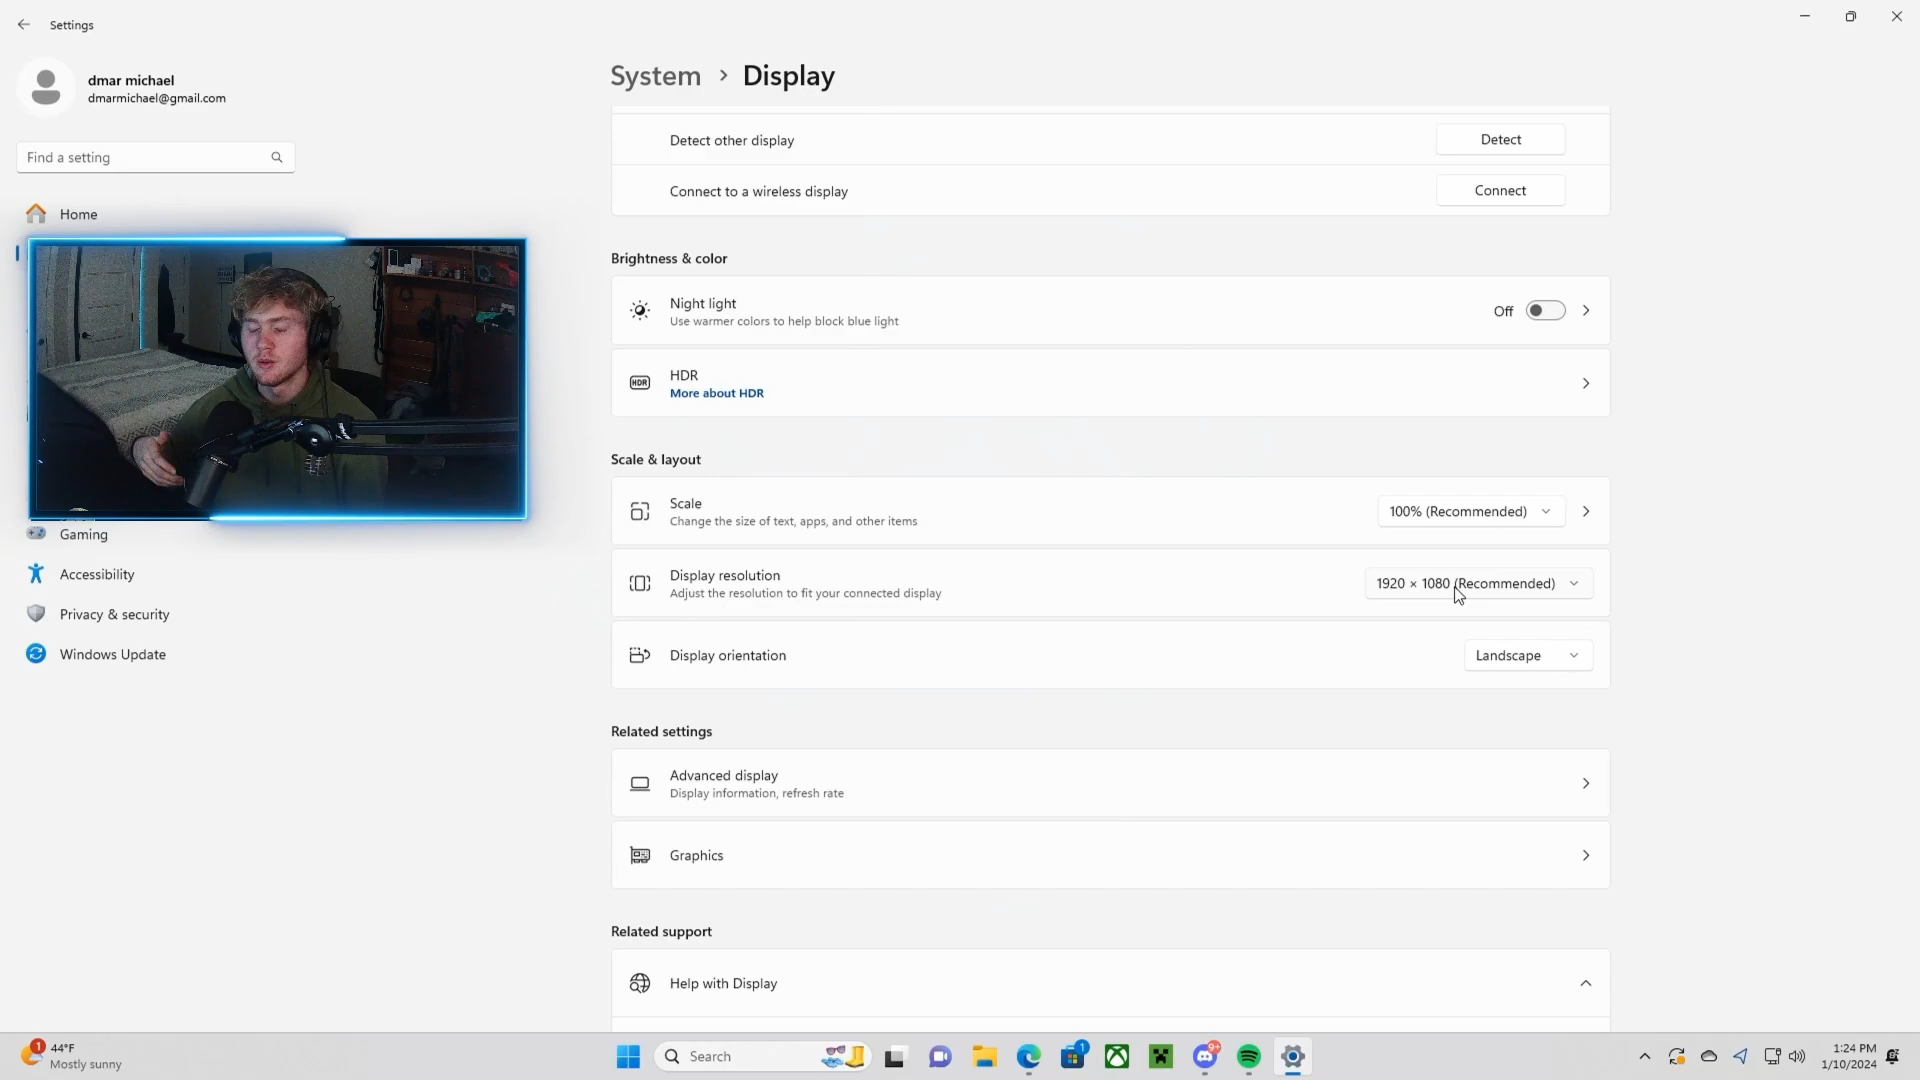 Settings
dmar michael
dmarmichael@gmail.com
Find a setting
Home
Gaming
Accessibility
Privacy & security
Windows Update
System > Display
Detect other display
Detect
Connect to a wireless display
Connect
Brightness & color
Night light
Use warmer colors to help block blue light
Off
HDR
HDR
More about HDR
Scale & layout
Scale
Change the size of text, apps, and other items
100% (Recommended)
Display resolution
Adjust the resolution to fit your connected display
1920 × 1080 (Recommended)
Display orientation
Landscape
Related settings
Advanced display
Display information, refresh rate
Graphics
Related support
Help with Display
1
44°F
Mostly sunny
Search
1
9+
1:24 PM
1/10/2024